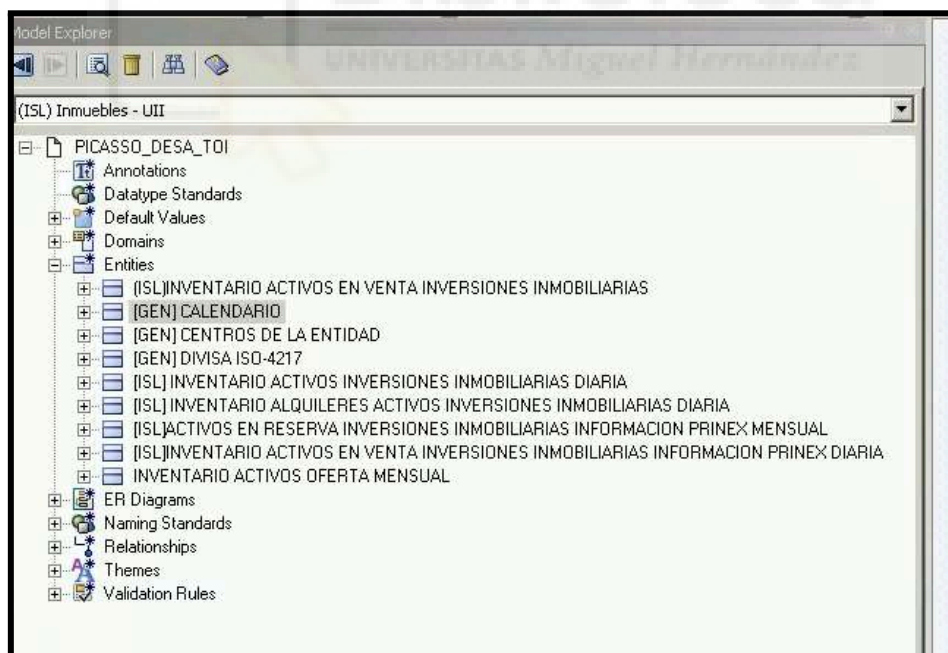 Model Explorer
UNIVERSITAS Miguel Hernández
(ISL) Inmuebles - UII
PICASSO_DESA_TOI
Annotations
Datatype Standards
Default Values
Domains
Entities
(ISL)INVENTARIO ACTIVOS EN VENTA INVERSIONES INMOBILIARIAS
[GEN] CALENDARIO
[GEN] CENTROS DE LA ENTIDAD
[GEN] DIVISA ISO-4217
[ISL] INVENTARIO ACTIVOS INVERSIONES INMOBILIARIAS DIARIA
[ISL] INVENTARIO ALQUILERES ACTIVOS INVERSIONES INMOBILIARIAS DIARIA
[ISL]ACTIVOS EN RESERVA INVERSIONES INMOBILIARIAS INFORMACION PRINEX MENSUAL
[ISL]INVENTARIO ACTIVOS EN VENTA INVERSIONES INMOBILIARIAS INFORMACION PRINEX DIARIA
INVENTARIO ACTIVOS OFERTA MENSUAL
ER Diagrams
Naming Standards
Relationships
Themes
Validation Rules